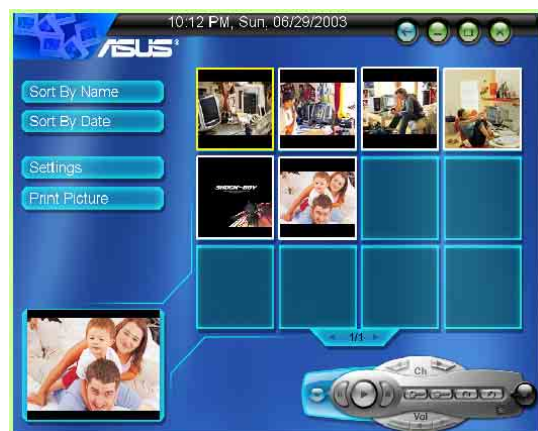 10:12 PM, Sun, 06/29/2003
ASUS
Sort By Name
Sort By Date
Settings
Print Picture
1/1
Ch
Vol